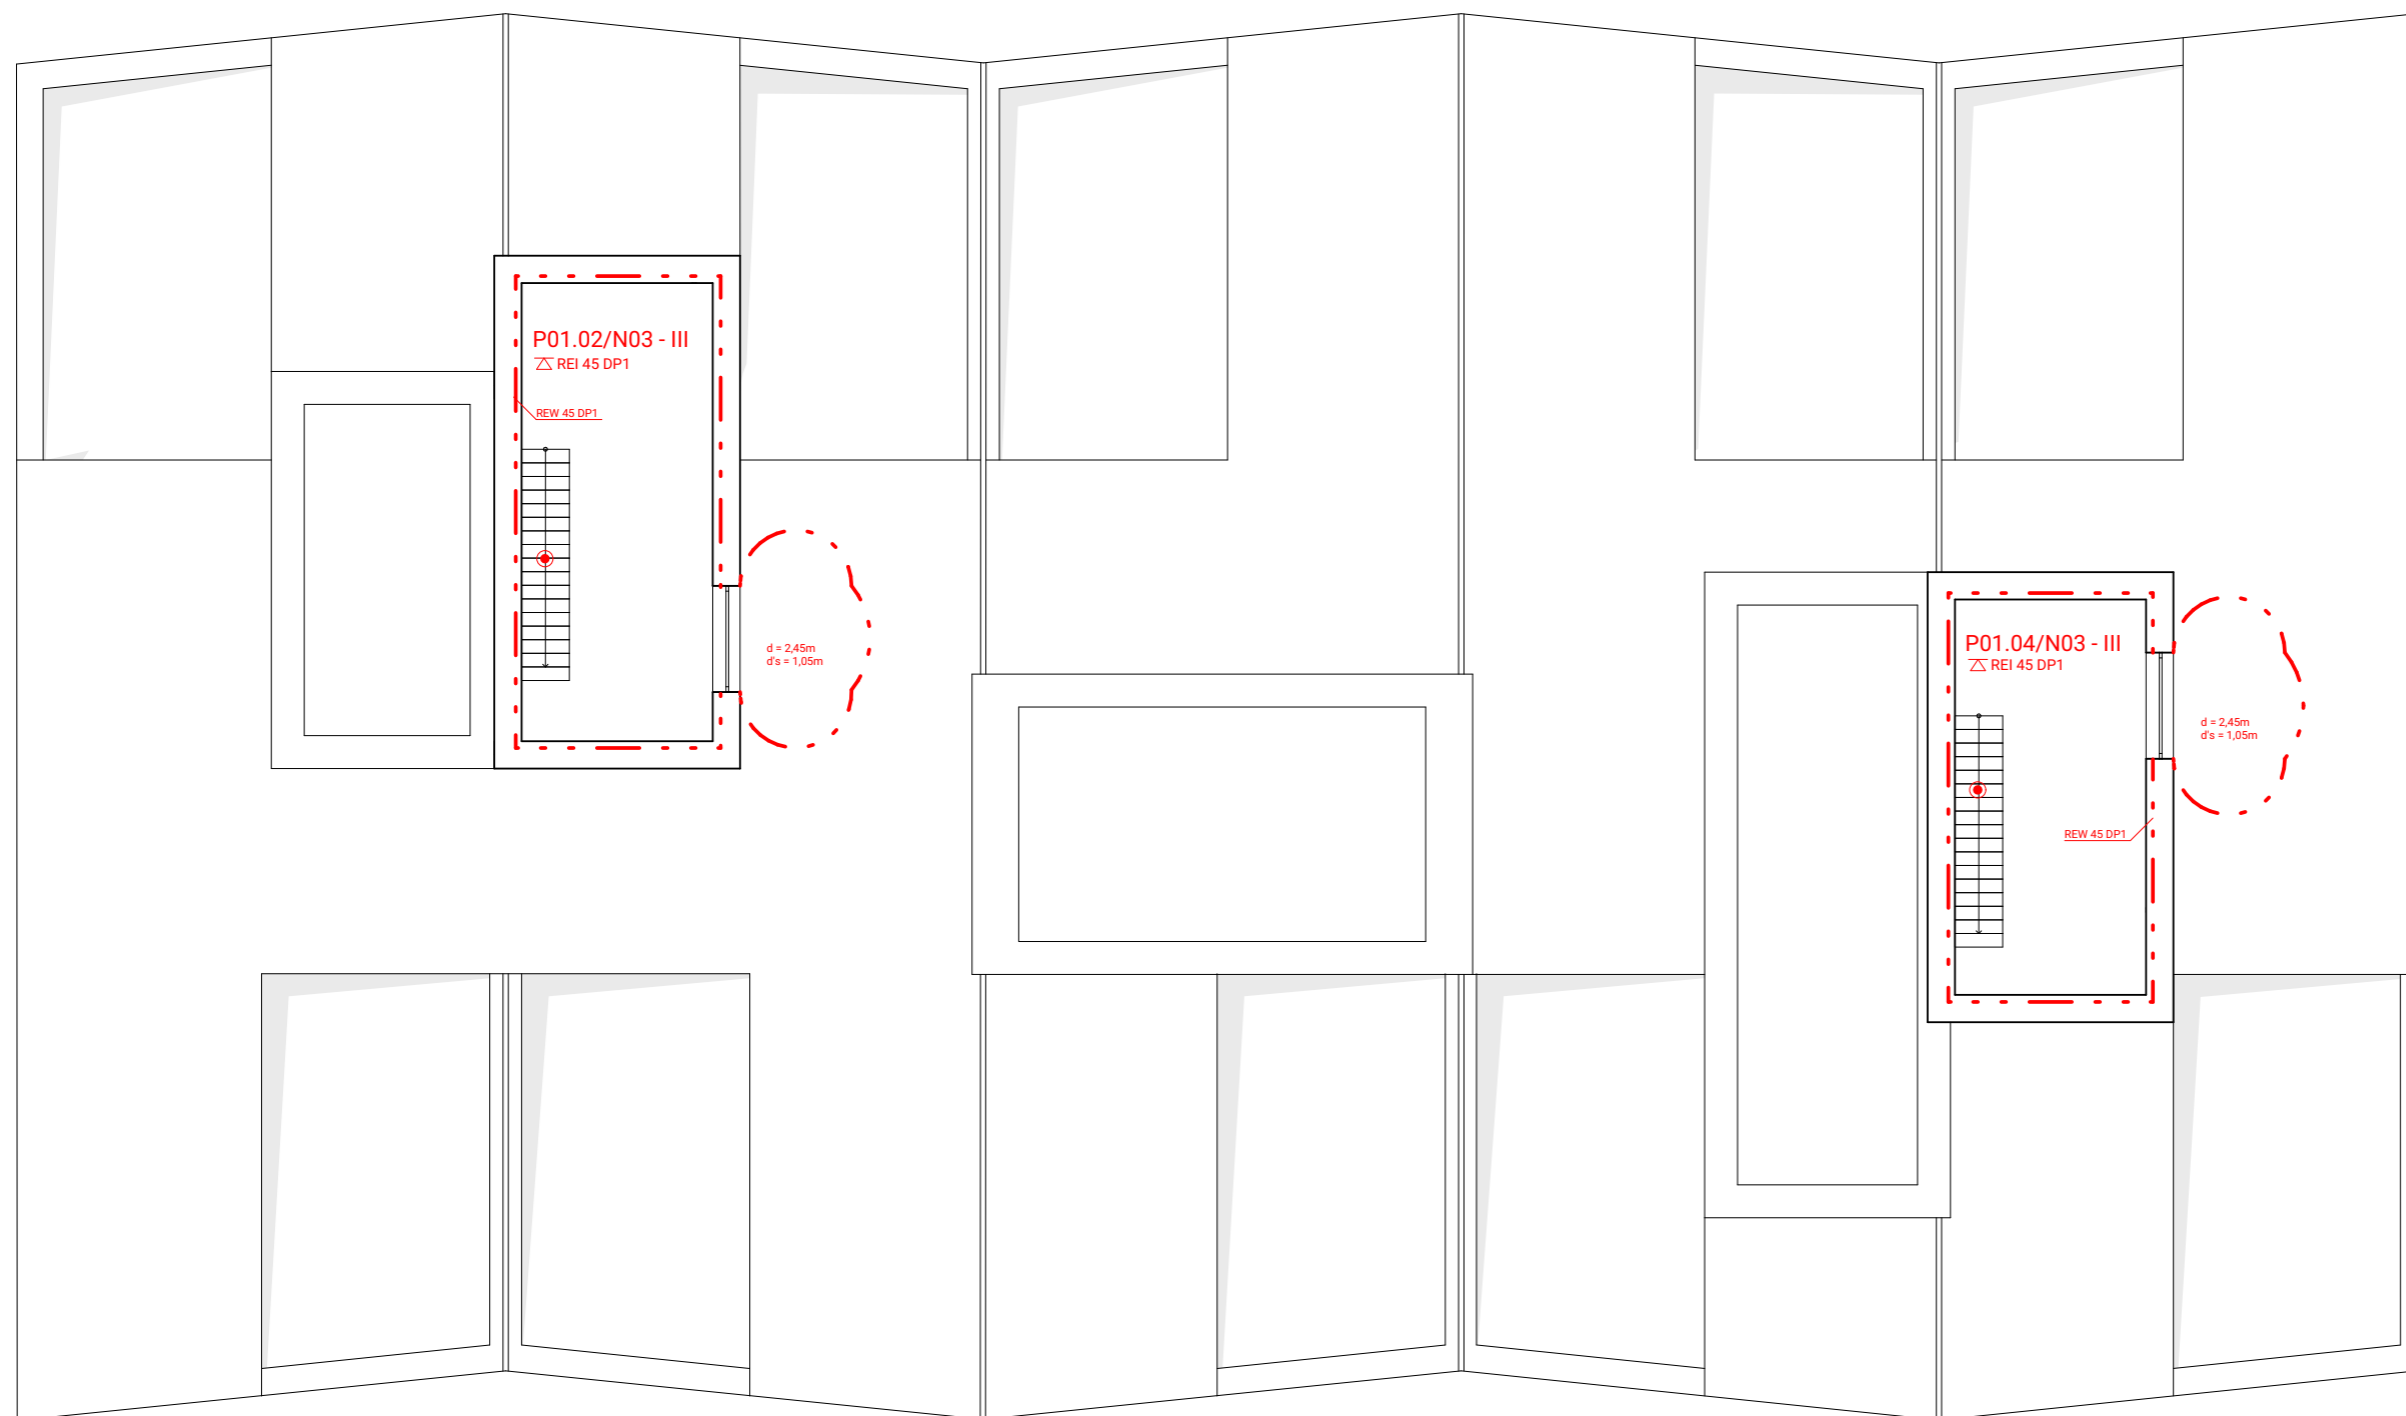 P01.02/N03 - III
REI 45 DP1
REW 45 DP1
d = 2,45m
d's = 1,05m
P01.04/N03 - III
REI 45 DP1
d = 2,45m
d's = 1,05m
REW 45 DP1